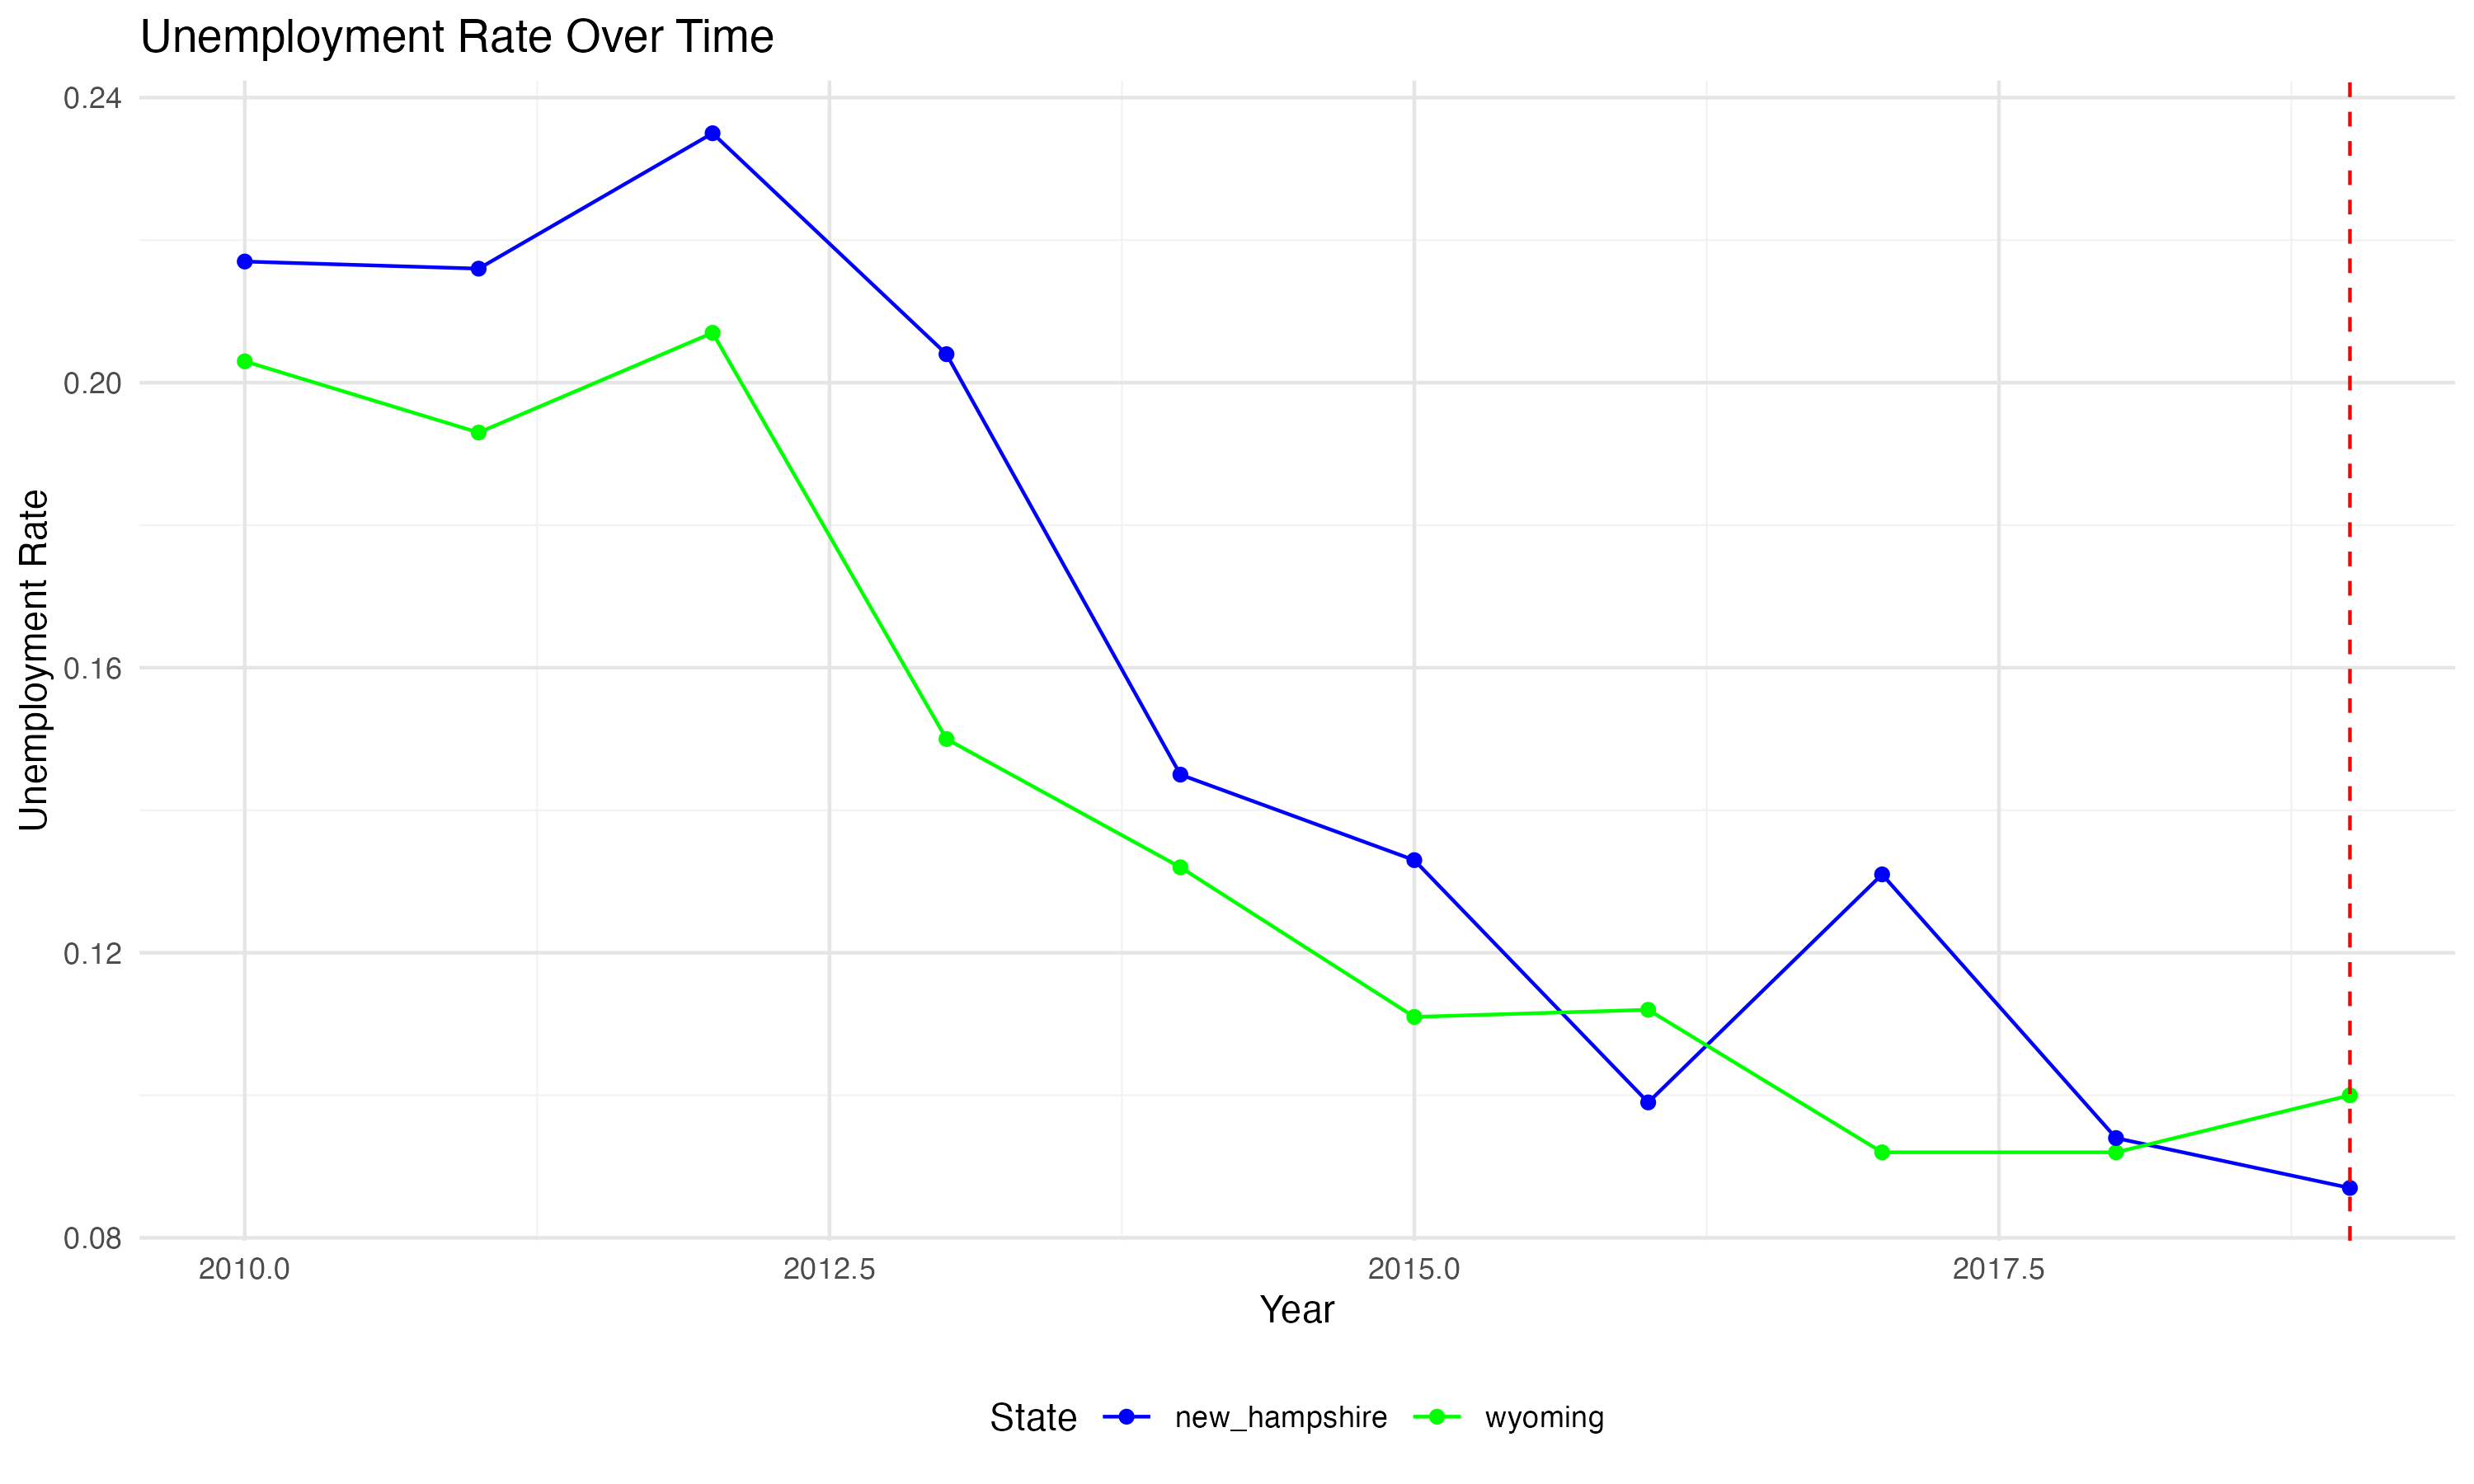 Unemployment Rate Over Time
Unemployment Rate
0.24
0.20
0.16
0.12
0.08
2010.0 2012.5 2015.0 2017.5
Year
State new_hampshire wyoming